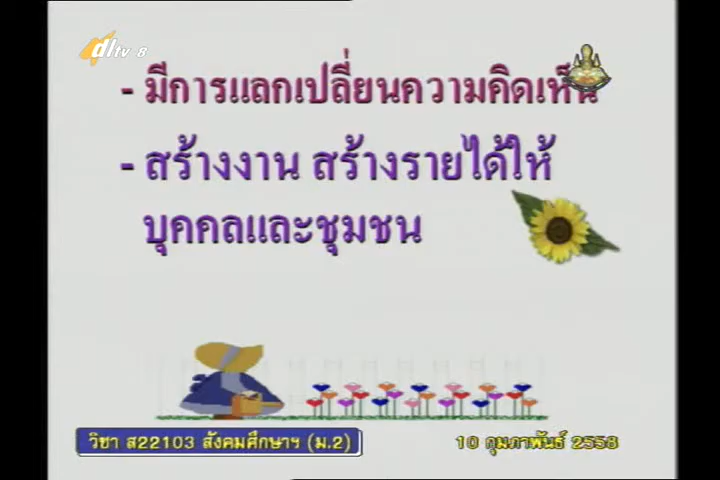 dltv 8
- มีการแลกเปลี่ยนความคิดเห็น
- สร้างงาน สร้างรายได้ให้
บุคคลและชุมชน
วิชา ส22103 สังคมศึกษาฯ (ม.2)
10 กุมภาพันธ์ 2558